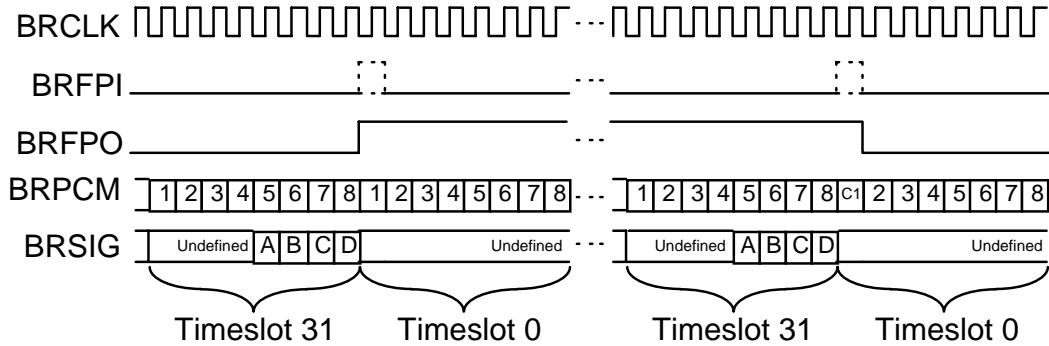 BRCLK
BRFPI
BRFPO
BRPCM 1 2 3 4 5 6 7 8 1 2 3 4 5 6 7 8 1 2 3 4 5 6 7 8 C1 2 3 4 5 6 7 8
BRSIG Undefined A B C D Undefined Undefined A B C D Undefined
Timeslot 31 Timeslot 0 Timeslot 31 Timeslot 0